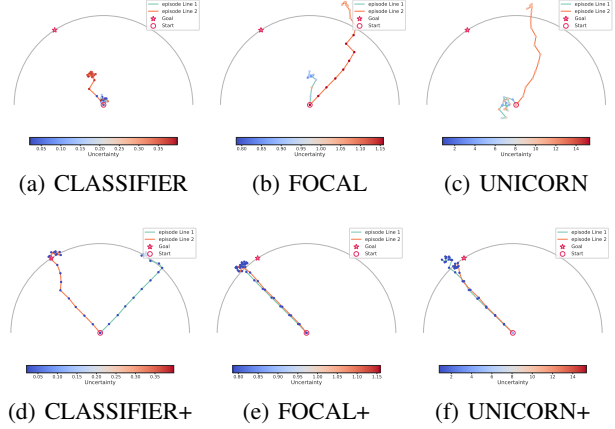 episode Line 1
episode Line 2
Goal
Start
0.05 0.10 0.15 0.20 0.25 0.30 0.35
Uncertainty
(a) CLASSIFIER
episode Line 1
episode Line 2
Goal
Start
0.80 0.85 0.90 0.95 1.00 1.05 1.10 1.15
Uncertainty
(b) FOCAL
episode Line 1
episode Line 2
Goal
Start
2 4 6 8 10 12 14
Uncertainty
(c) UNICORN
episode Line 1
episode Line 2
Goal
Start
0.05 0.10 0.15 0.20 0.25 0.30 0.35
Uncertainty
(d) CLASSIFIER+
episode Line 1
episode Line 2
Goal
Start
0.80 0.85 0.90 0.95 1.00 1.05 1.10 1.15
Uncertainty
(e) FOCAL+
episode Line 1
episode Line 2
Goal
Start
2 4 6 8 10 12 14
Uncertainty
(f) UNICORN+